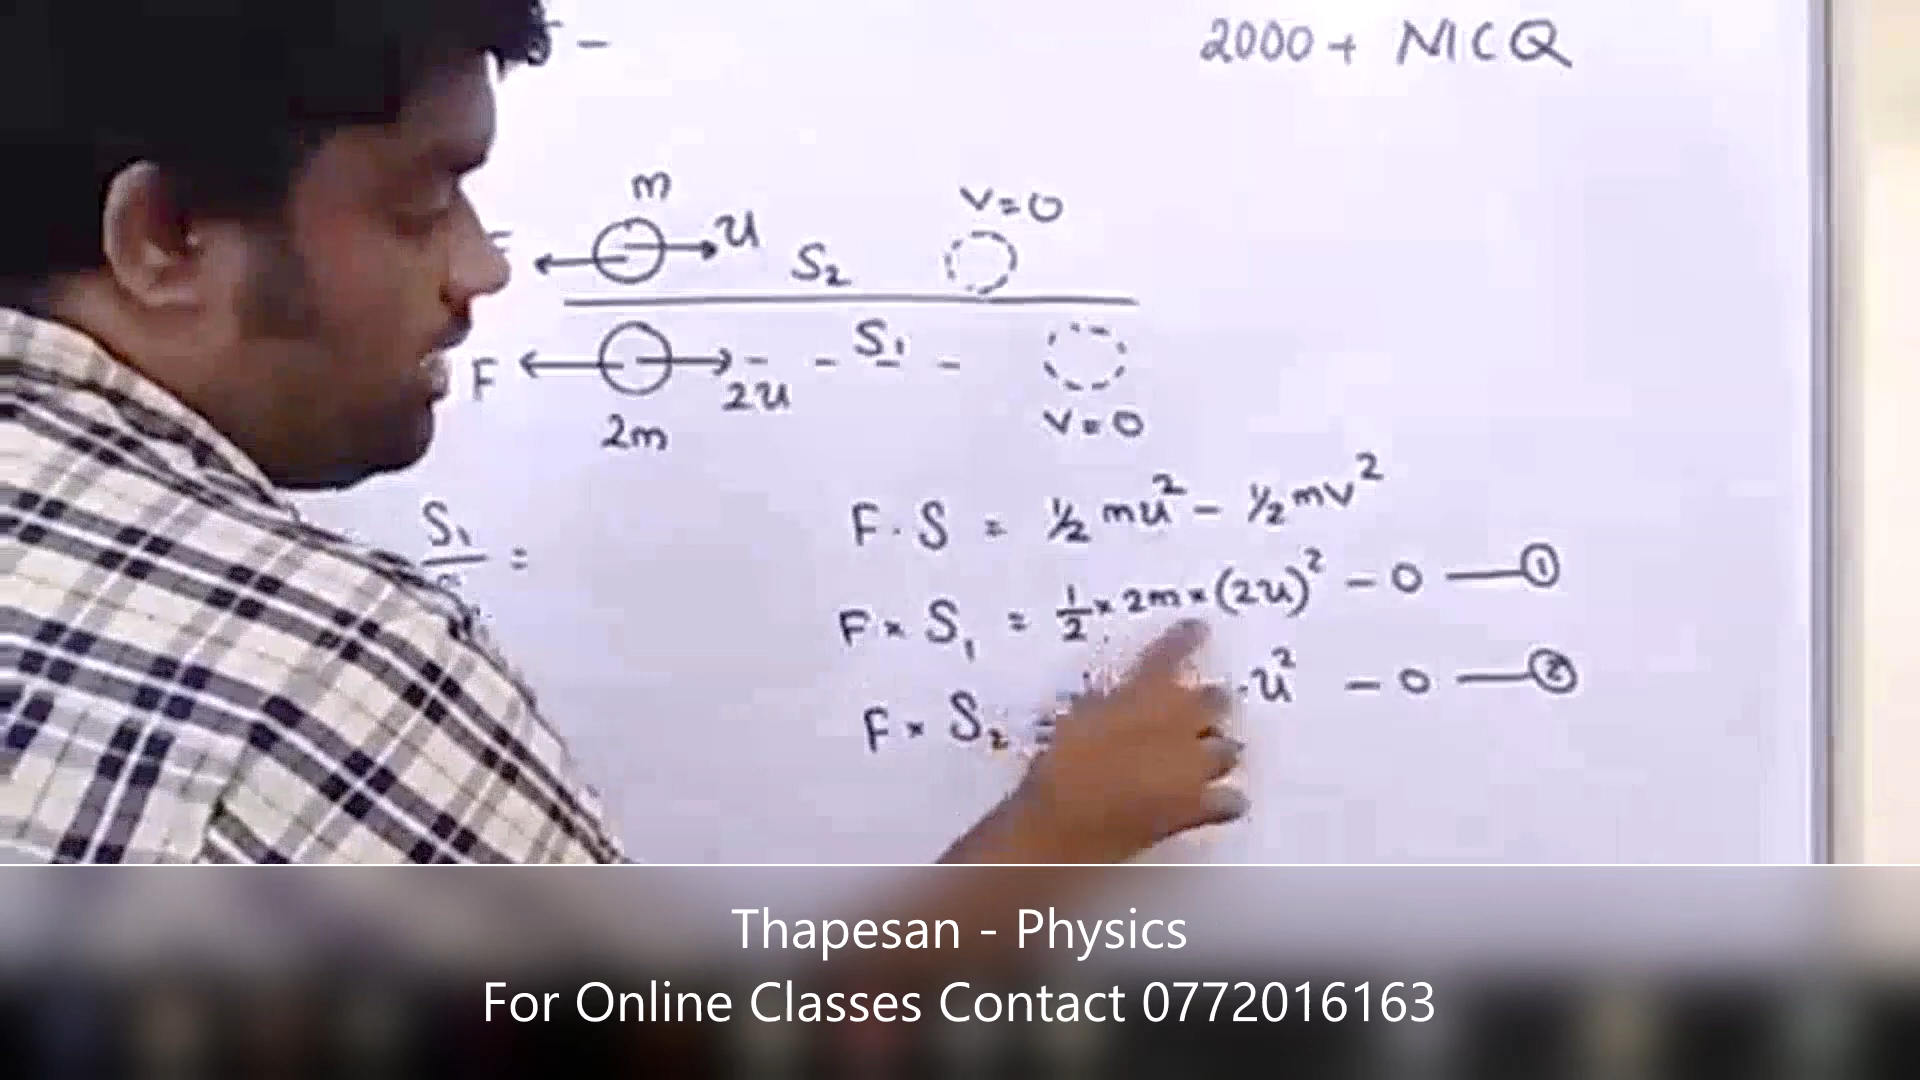 2000+ MCQ
m
u
v=0
S₂
S₁
F
2u
2m
v=0
F·S = ½mu² - ½mv²
S₁
=
F × S₁ = 1/2 × 2m × (2u)² - 0 —①
F × S₂ = u² - 0 —②
Thapesan - Physics
For Online Classes Contact 0772016163